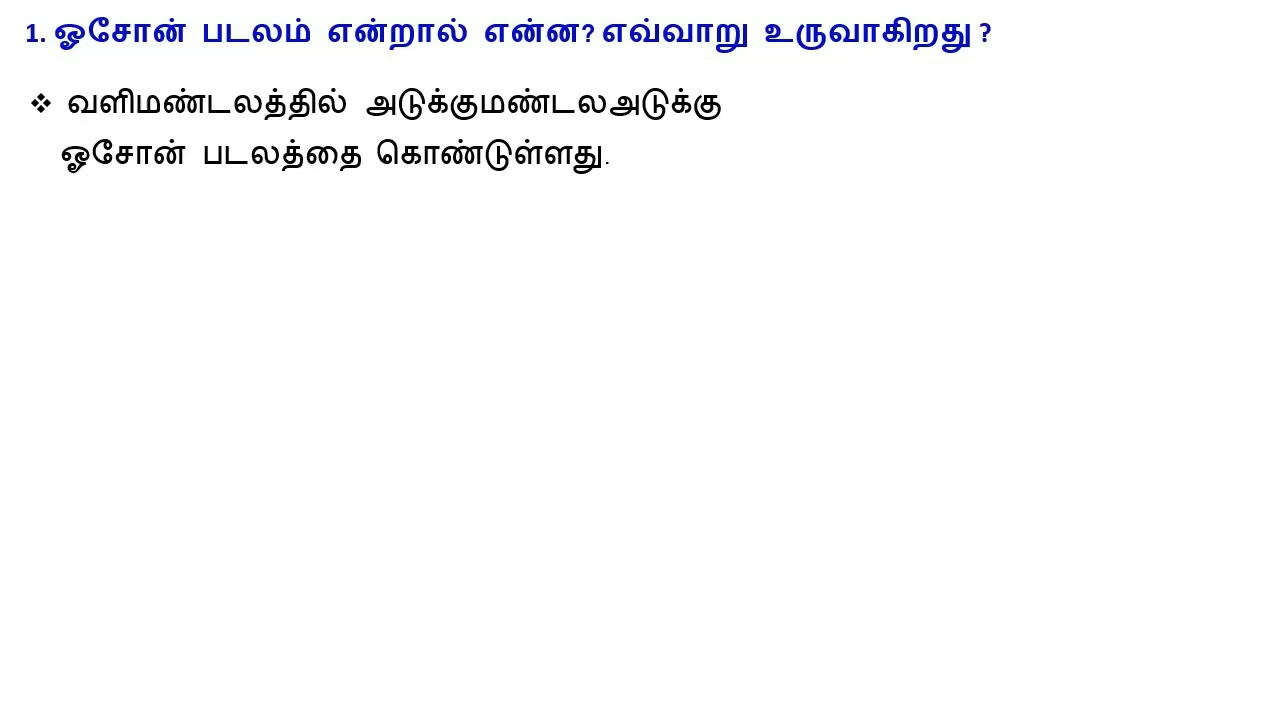 1. ஓசோன் படலம் என்றால் என்ன? எவ்வாறு உருவாகிறது ?
❖ வளிமண்டலத்தில் அடுக்குமண்டலஅடுக்கு
ஓசோன் படலத்தை கொண்டுள்ளது.